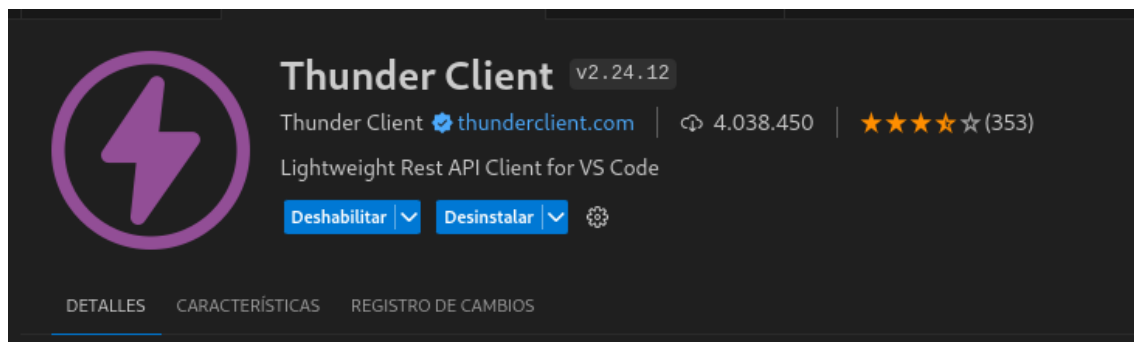 Thunder Client v2.24.12
Thunder Client thunderclient.com 4.038.450 (353)
Lightweight Rest API Client for VS Code
Deshabilitar Desinstalar
DETALLES CARACTERÍSTICAS REGISTRO DE CAMBIOS